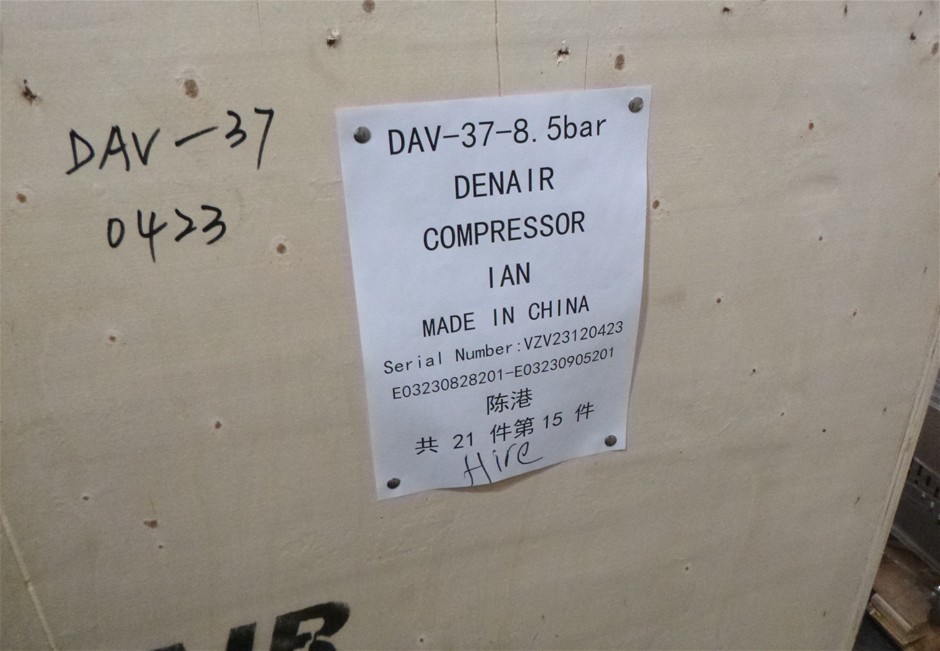 DAV-37
0423
DAV-37-8.5bar
DENAIR
COMPRESSOR
IAN
MADE IN CHINA
Serial Number:VZV23120423
E03230828201-E03230905201
陈港
共 21 件第 15 件
Hire